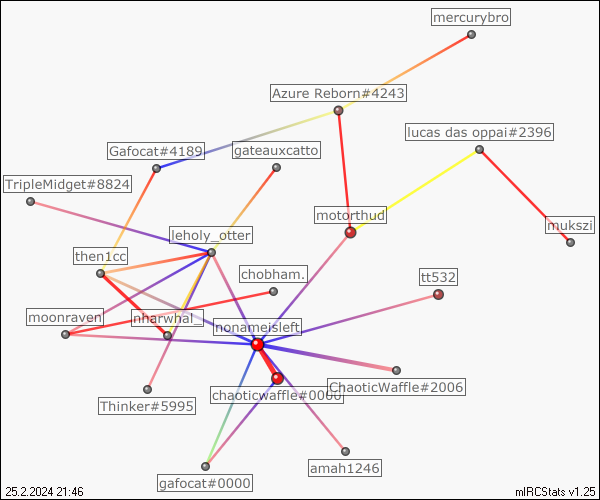 mercurybro
Azure Reborn#4243
lucas das oppai#2396
Gafocat#4189
gateauxcatto
TripleMidget#8824
motorthud
mukszi
leholy_otter
then1cc
chobham.
tt532
moonraven
nharwhal_
nonameisleft
ChaoticWaffle#2006
chaoticwaffle#0000
Thinker#5995
amah1246
gafocat#0000
25.2.2024 21:46
mIRCStats v1.25